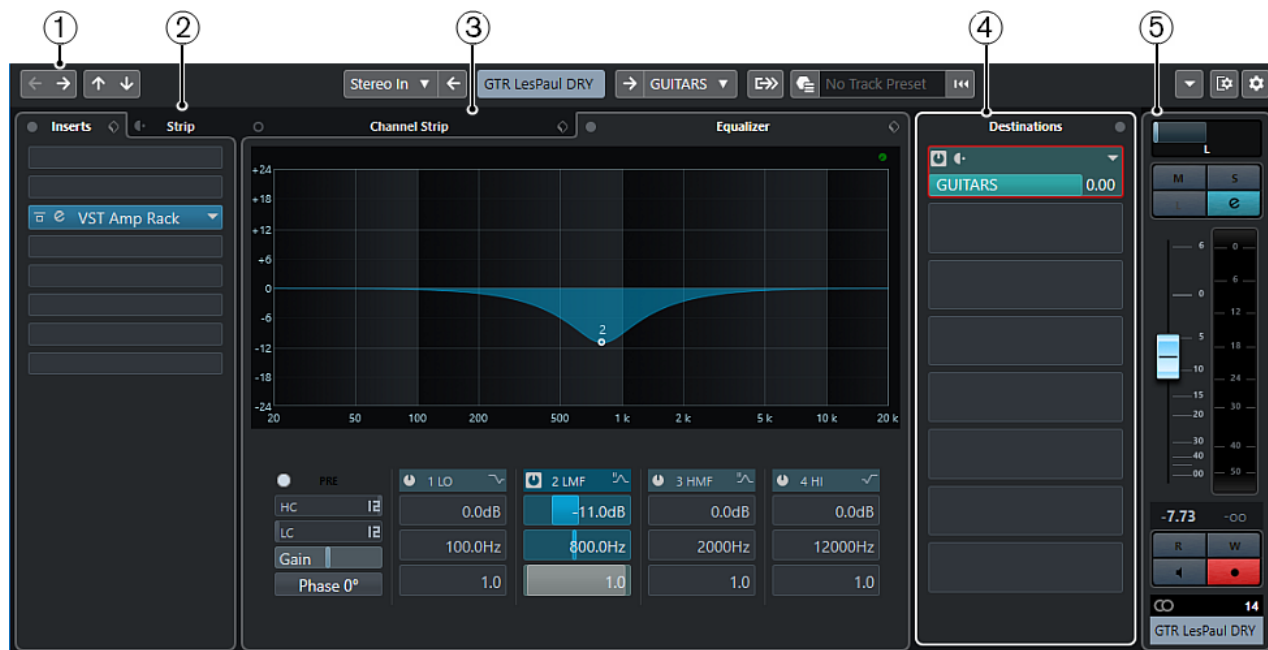 1 2 3 4 5
Stereo In GTR LesPaul DRY GUITARS No Track Preset
Inserts Strip Channel Strip Equalizer Destinations
L
M S
L e
VST Amp Rack
GUITARS 0.00
+24
+18
+12
+6
0
-6
-12
-18
-24
2
20 50 100 200 500 1 k 2 k 5 k 10 k 20 k
PRE 1 LO 2 LMF 3 HMF 4 HI
HC 12 0.0dB -11.0dB 0.0dB 0.0dB
LC 12 100.0Hz 800.0Hz 2000Hz 12000Hz
Gain
Phase 0° 1.0 1.0 1.0 1.0
6
0
5
10
15
20
30
40
00
0
6
12
18
24
30
40
50
-7.73 -oo
R W
14
GTR LesPaul DRY